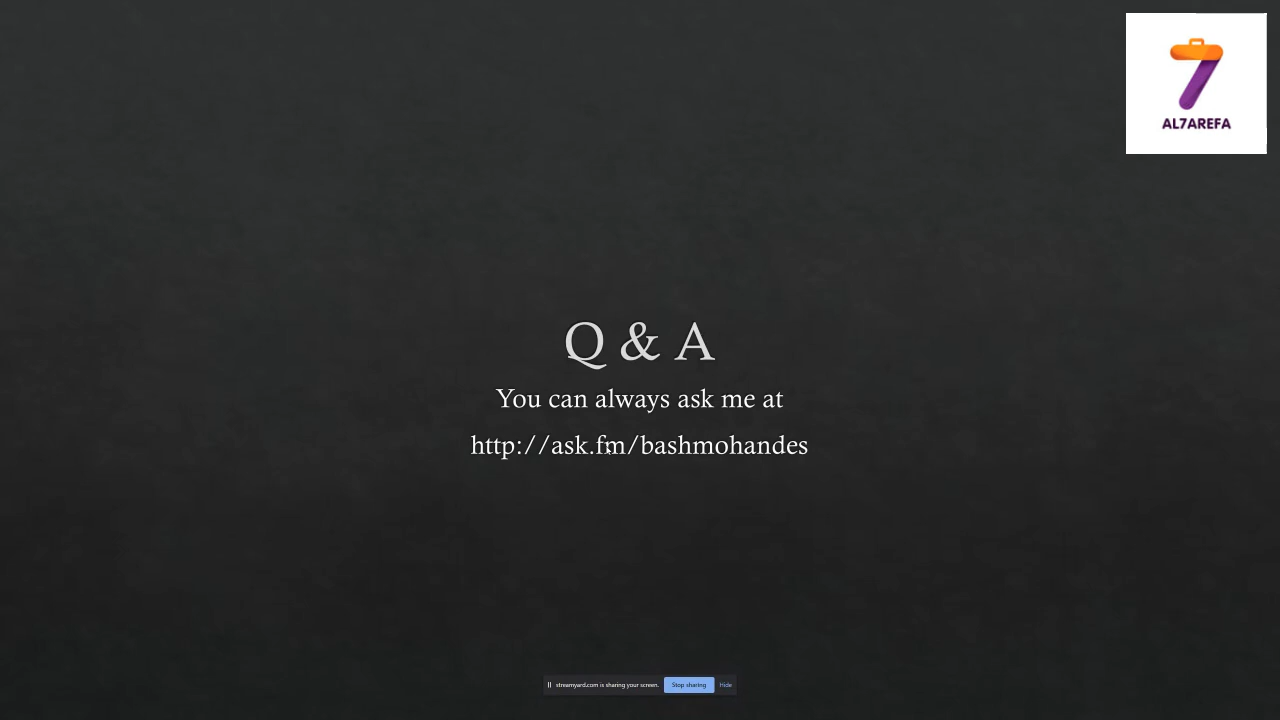 AL7AREFA
Q & A
You can always ask me at
http://ask.fm/bashmohandes
streamyard.com is sharing your screen. Stop sharing Hide